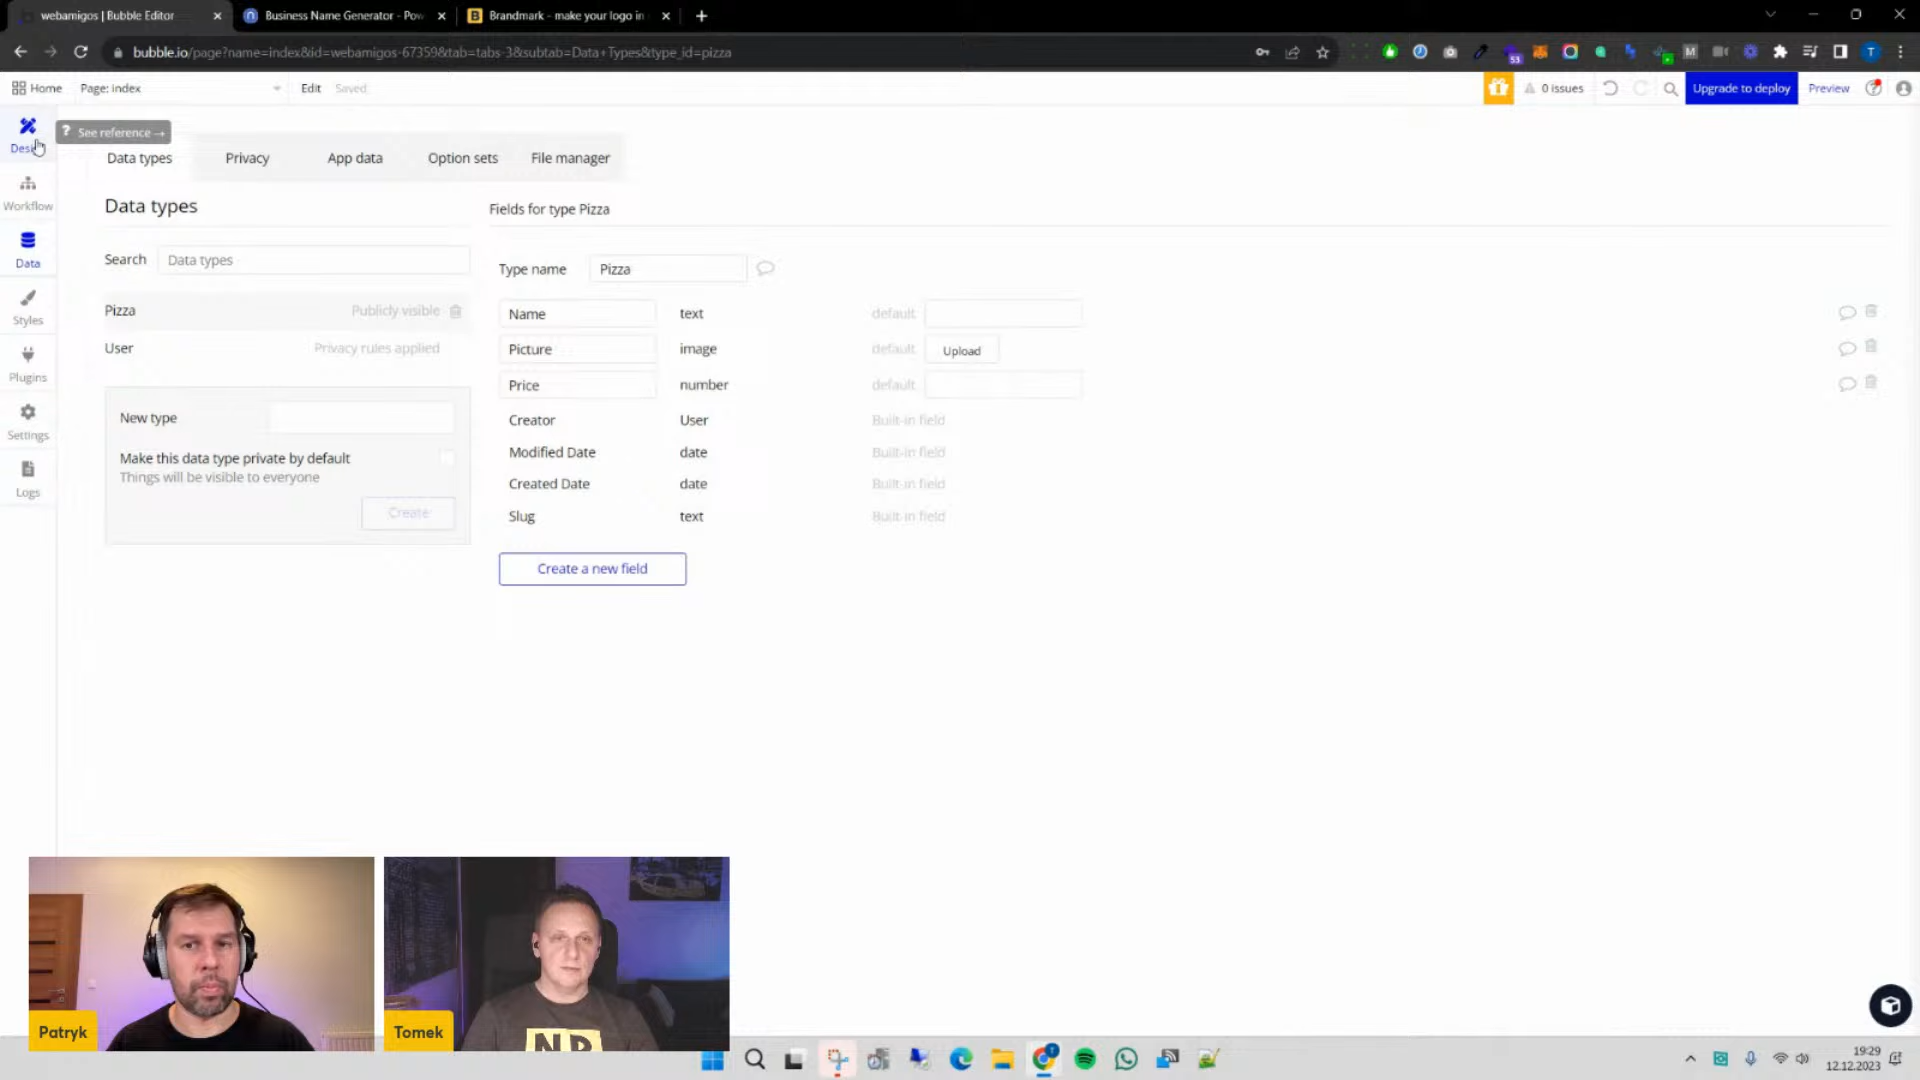 webamigos | Bubble Editor
Business Name Generator - Pow
Brandmark - make your logo in
bubble.io/page?name=index&id=webamigos-67359&tab=tabs-3&subtab=Data+Types&type_id=pizza
53
M
T
Home
Page: index
Edit
Saved
0 issues
Upgrade to deploy
Preview
Design
? See reference →
Workflow
Data
Styles
Plugins
Settings
Logs
Data types
Privacy
App data
Option sets
File manager
Data types
Search
Data types
Pizza
Publicly visible
User
Privacy rules applied
New type
Make this data type private by default
Things will be visible to everyone
Create
Fields for type Pizza
Type name
Pizza
Name text default
Picture image default Upload
Price number default
Creator User Built-in field
Modified Date date Built-in field
Created Date date Built-in field
Slug text Built-in field
Create a new field
Patryk
Tomek
19:29
12.12.2023